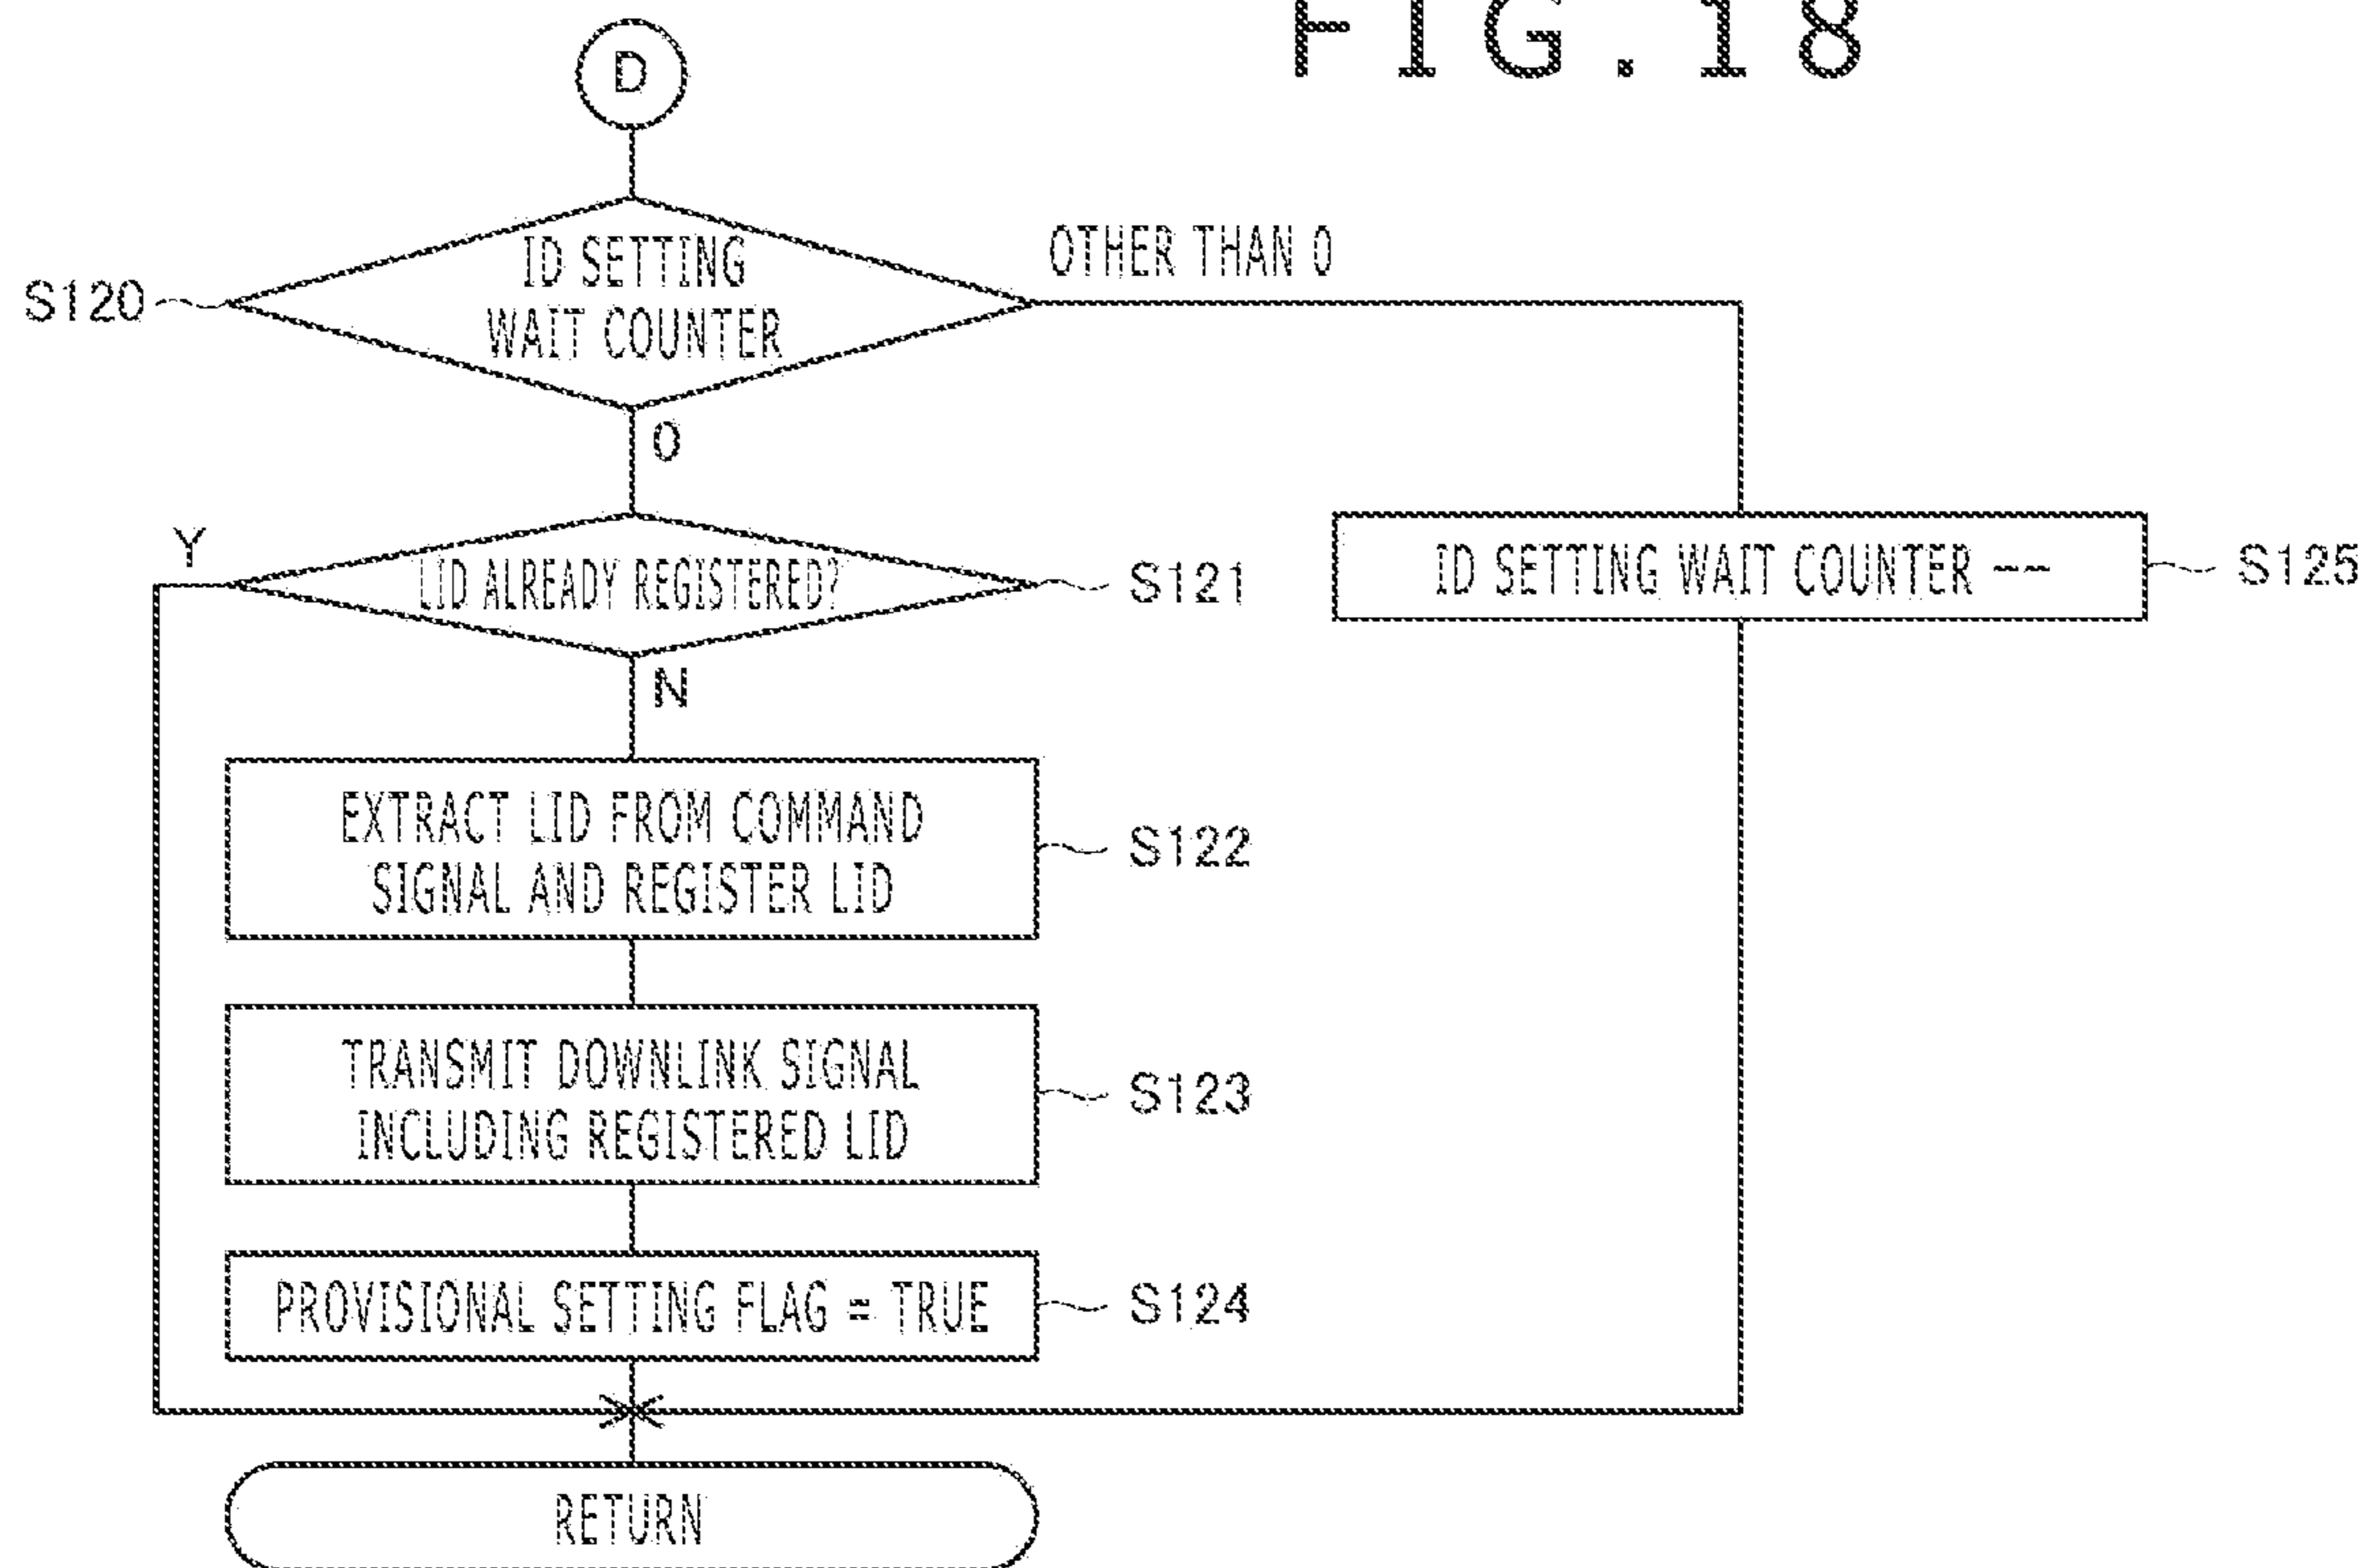 FIG.18
D
S120
ID SETTING
WAIT COUNTER
OTHER THAN 0
0
Y
LID ALREADY REGISTERED?
S121
ID SETTING WAIT COUNTER --
S125
N
EXTRACT LID FROM COMMAND
SIGNAL AND REGISTER LID
S122
TRANSMIT DOWNLINK SIGNAL
INCLUDING REGISTERED LID
S123
PROVISIONAL SETTING FLAG = TRUE
S124
RETURN